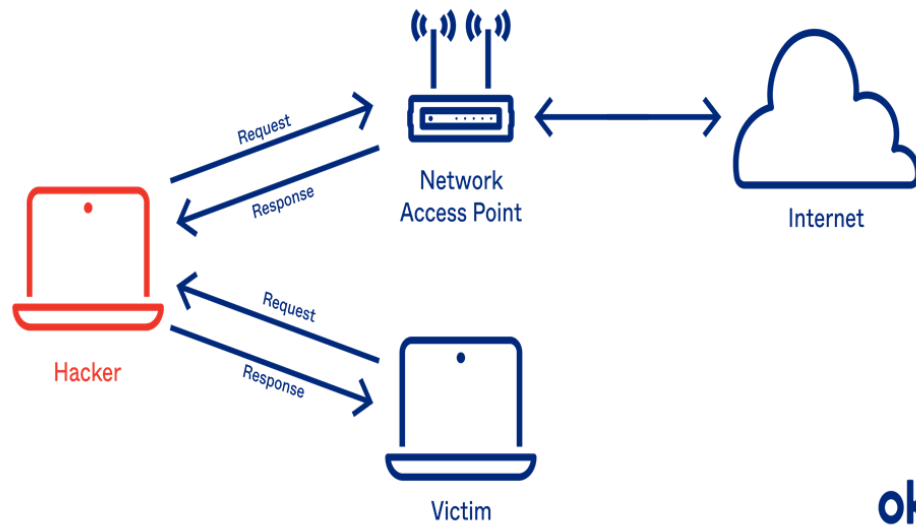 Request
Response
Network
Access Point
Internet
Request
Response
Hacker
Victim